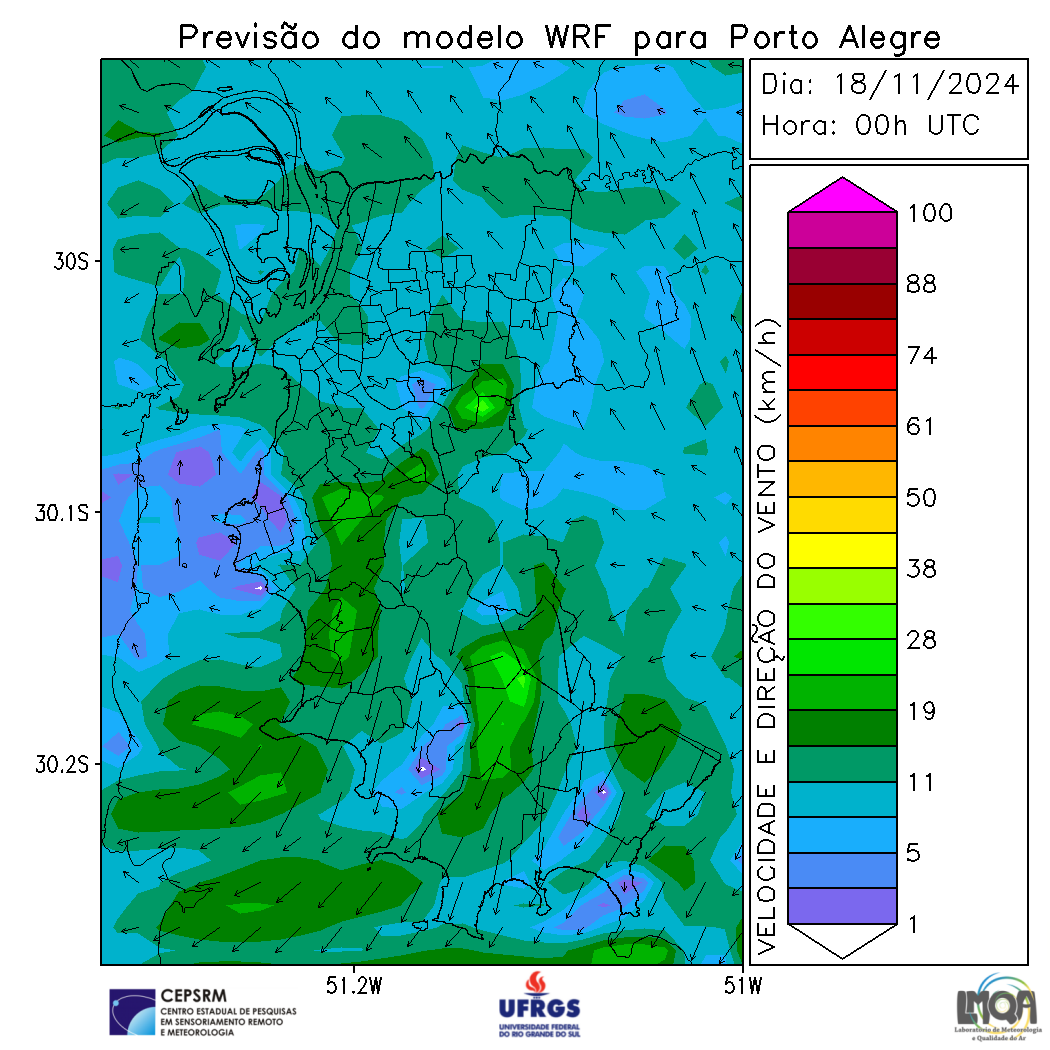 Previsão do modelo WRF para Porto Alegre
Dia: 18/11/2024
Hora: 00h UTC
30S
30.1S
30.2S
51.2W
51W
VELOCIDADE E DIREÇÃO DO VENTO (km/h)
100
88
74
61
50
38
28
19
11
5
1
CEPSRM
CENTRO ESTADUAL DE PESQUISAS
EM SENSORIAMENTO REMOTO
E METEOROLOGIA
UFRGS
UNIVERSIDADE FEDERAL
DO RIO GRANDE DO SUL
LMQA
Laboratório de Meteorologia
e Qualidade do Ar